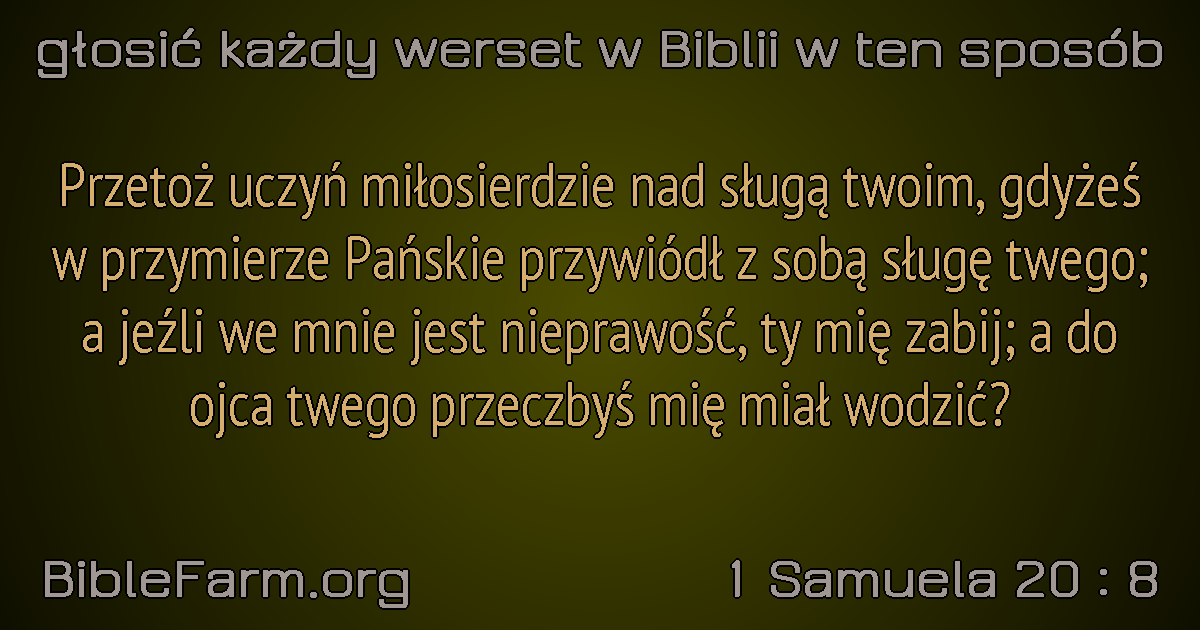 głosić każdy werset w Biblii w ten sposób
Przetoż uczyń miłosierdzie nad sługą twoim, gdyżeś
w przymierze Pańskie przywiódł z sobą sługę twego;
a jeźli we mnie jest nieprawość, ty mię zabij; a do
ojca twego przeczbyś mię miał wodzić?
BibleFarm.org
1 Samuela 20 : 8